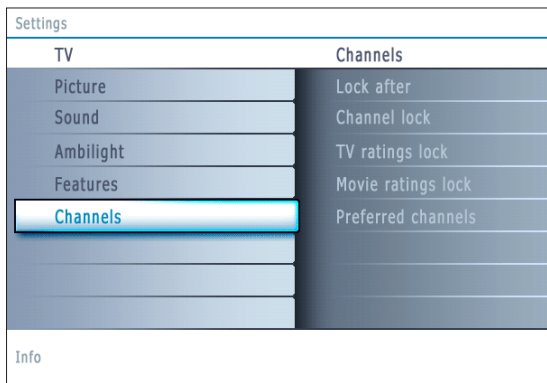 Settings
TV
Channels
Picture
Lock after
Sound
Channel lock
Ambilight
TV ratings lock
Features
Movie ratings lock
Channels
Preferred channels
Info